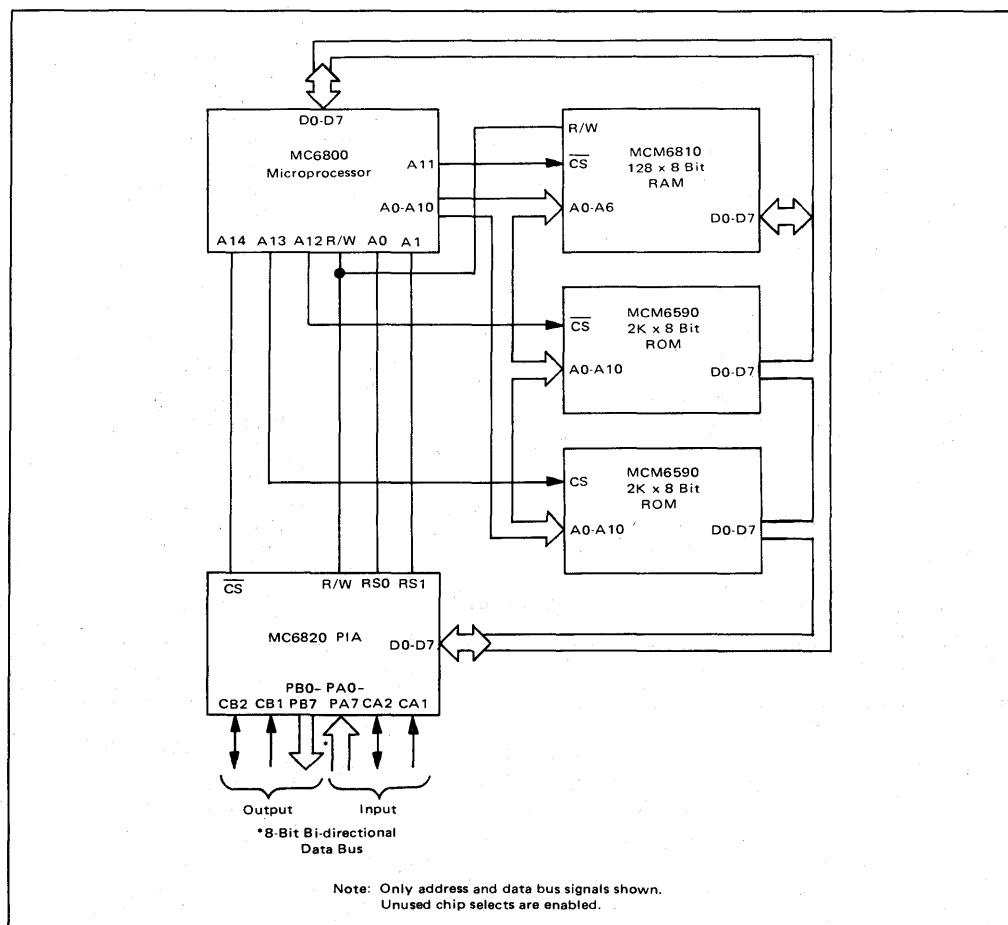 D0-D7
MC6800
Microprocessor
A11
A0-A10
A14 A13 A12 R/W A0 A1
R/W
CS
A0-A6
MCM6810
128 x 8 Bit
RAM
D0-D7
CS
A0-A10
MCM6590
2K x 8 Bit
ROM
D0-D7
CS
A0-A10
MCM6590
2K x 8 Bit
ROM
D0-D7
CS R/W RS0 RS1
MC6820 PIA
D0-D7
PB0- PA0-
CB2 CB1 PB7 PA7 CA2 CA1
*
Output Input
*8-Bit Bi-directional
Data Bus
Note: Only address and data bus signals shown.
Unused chip selects are enabled.